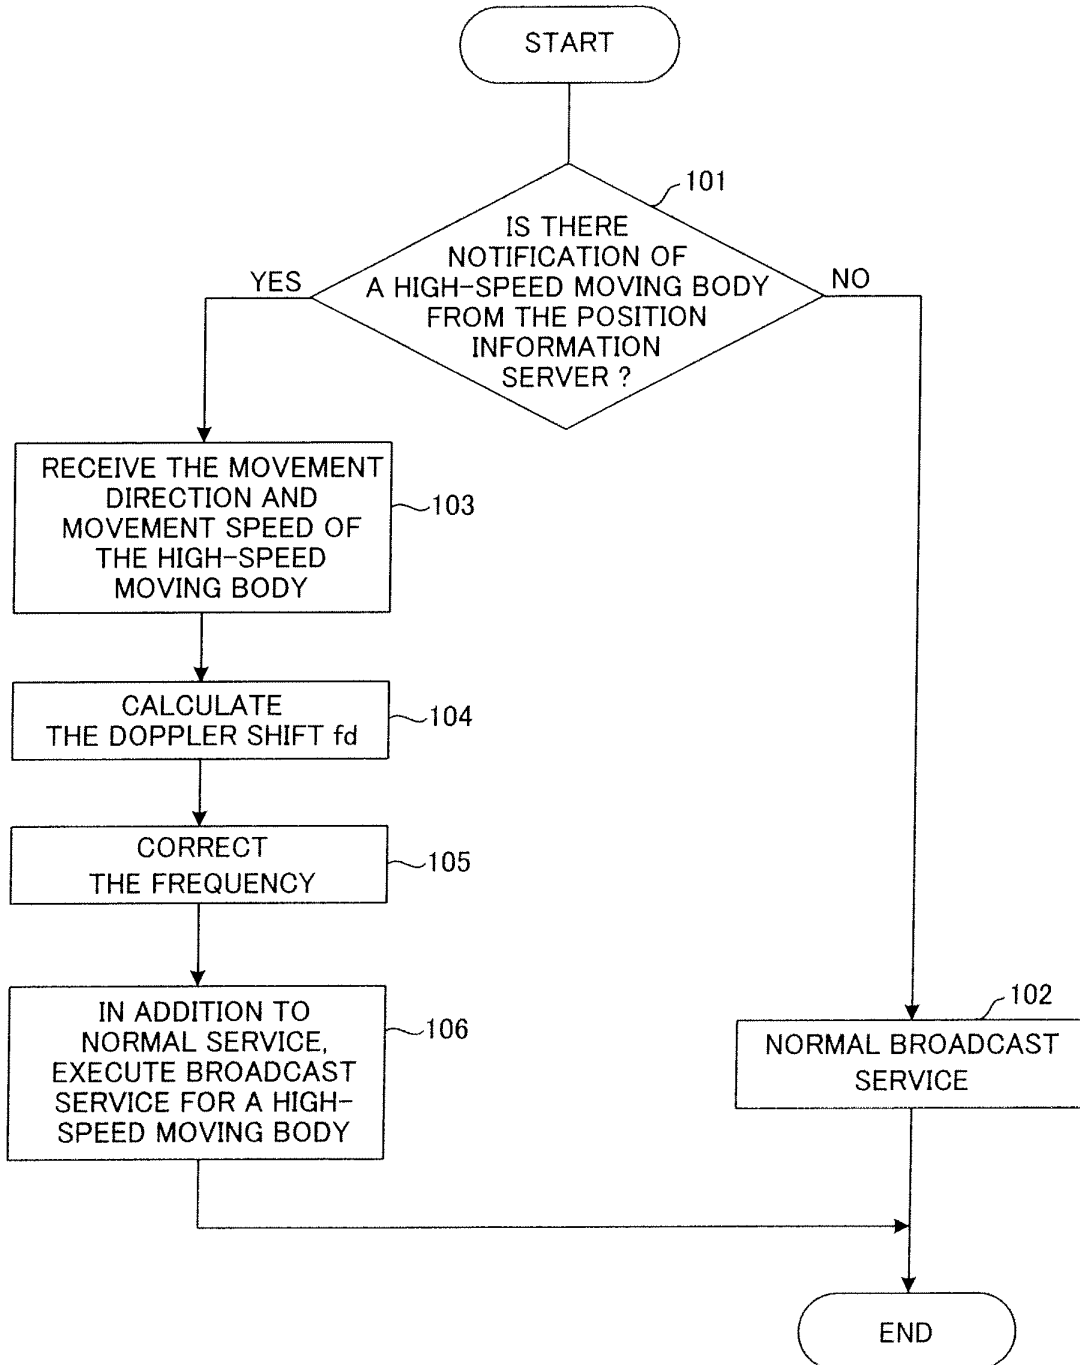 START
101
IS THERE
NOTIFICATION OF
A HIGH-SPEED MOVING BODY
FROM THE POSITION
INFORMATION
SERVER ?
YES
NO
RECEIVE THE MOVEMENT
DIRECTION AND
MOVEMENT SPEED OF
THE HIGH-SPEED
MOVING BODY
103
CALCULATE
THE DOPPLER SHIFT fd
104
CORRECT
THE FREQUENCY
105
IN ADDITION TO
NORMAL SERVICE,
EXECUTE BROADCAST
SERVICE FOR A HIGH-
SPEED MOVING BODY
106
102
NORMAL BROADCAST
SERVICE
END